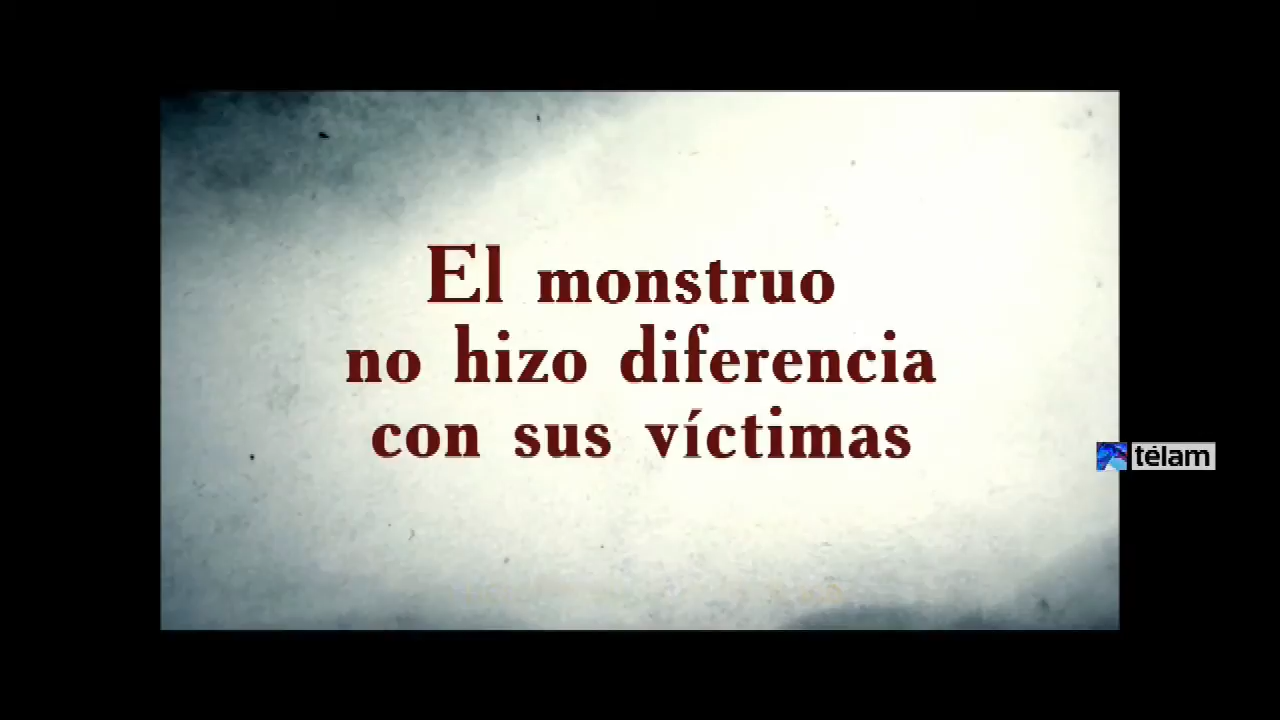 El monstruo
no hizo diferencia
con sus víctimas
télam